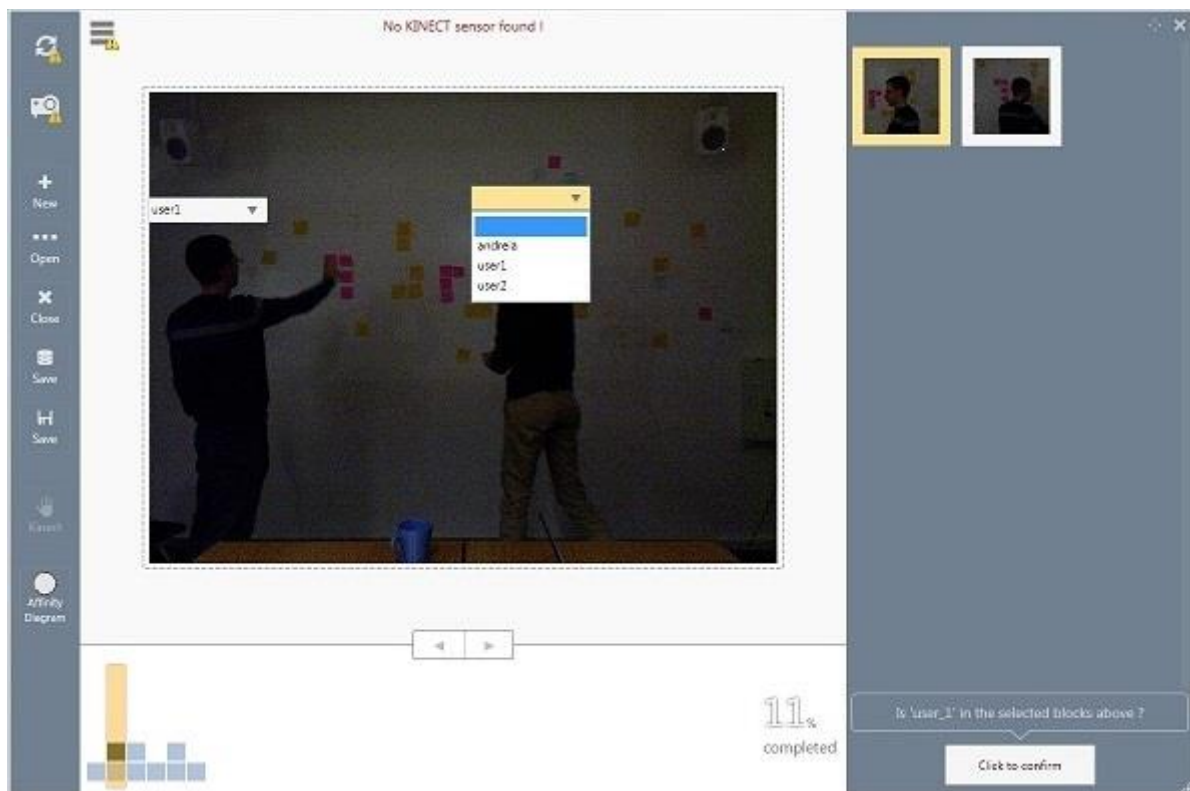 No KINECT sensor found !
New
Open
Close
Save
Save
Kinect
Affinity
Diagram
user1
andreia
user1
user2
11%
completed
Is 'user_1' in the selected blocks above ?
Click to confirm